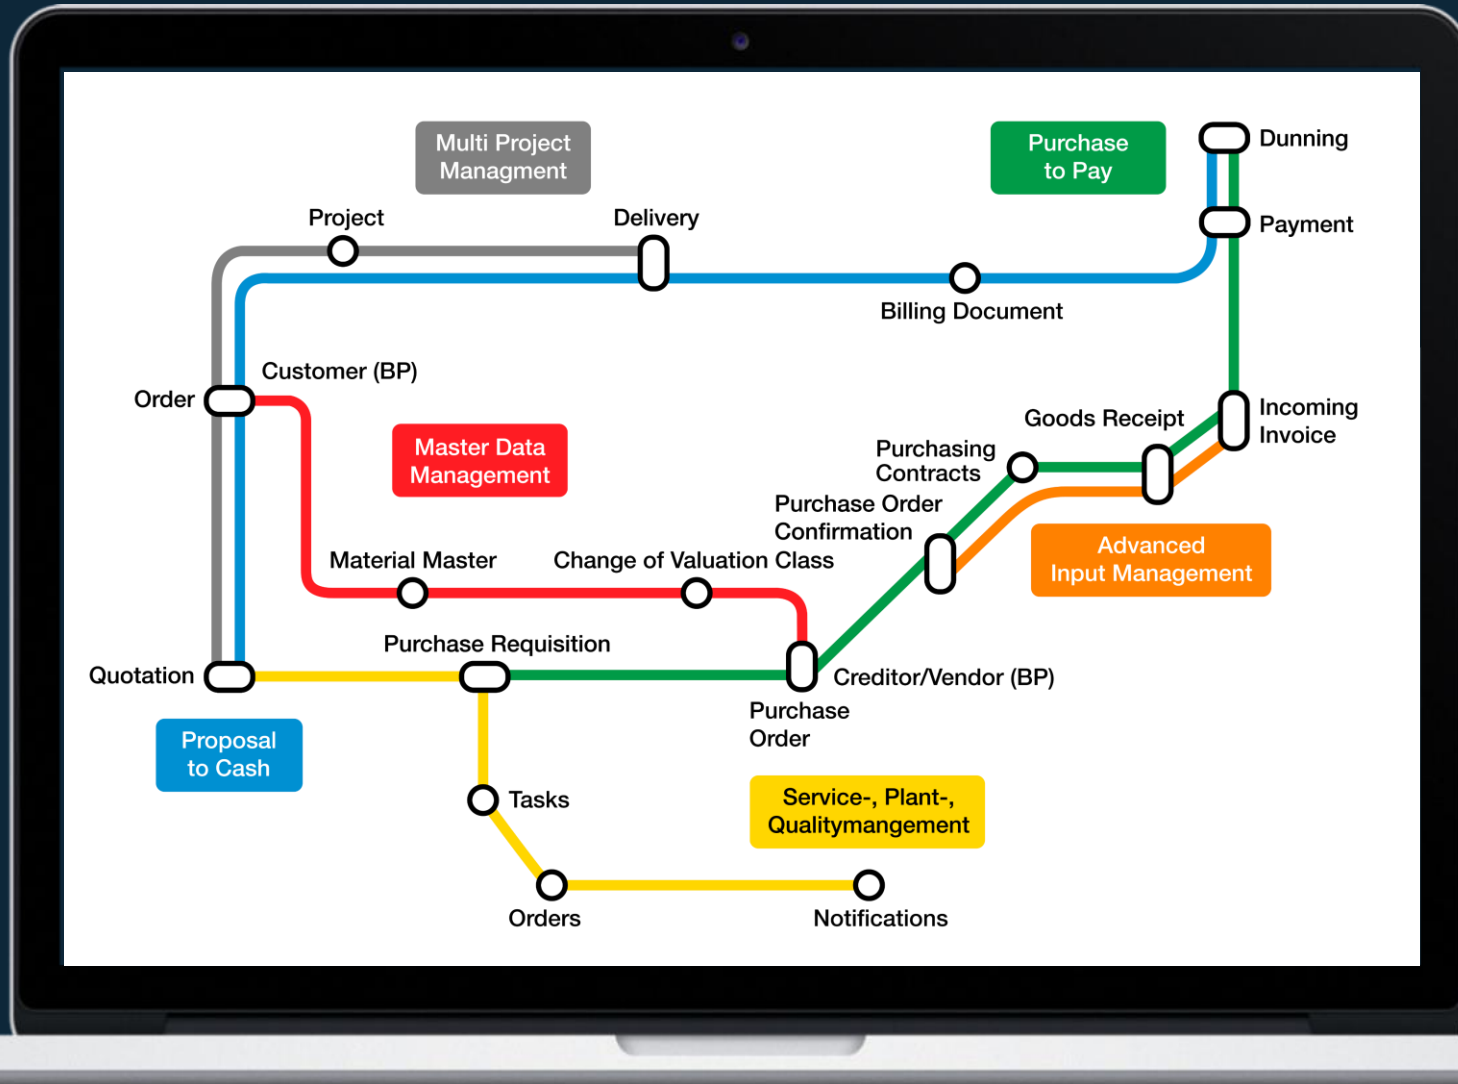 Multi Project
Managment
Purchase
to Pay
Dunning
Payment
Project
Delivery
Billing Document
Customer (BP)
Order
Master Data
Management
Goods Receipt
Incoming
Invoice
Purchasing
Contracts
Purchase Order
Confirmation
Advanced
Input Management
Material Master
Change of Valuation Class
Purchase Requisition
Quotation
Creditor/Vendor (BP)
Purchase
Order
Proposal
to Cash
Tasks
Service-, Plant-,
Qualitymangement
Orders
Notifications